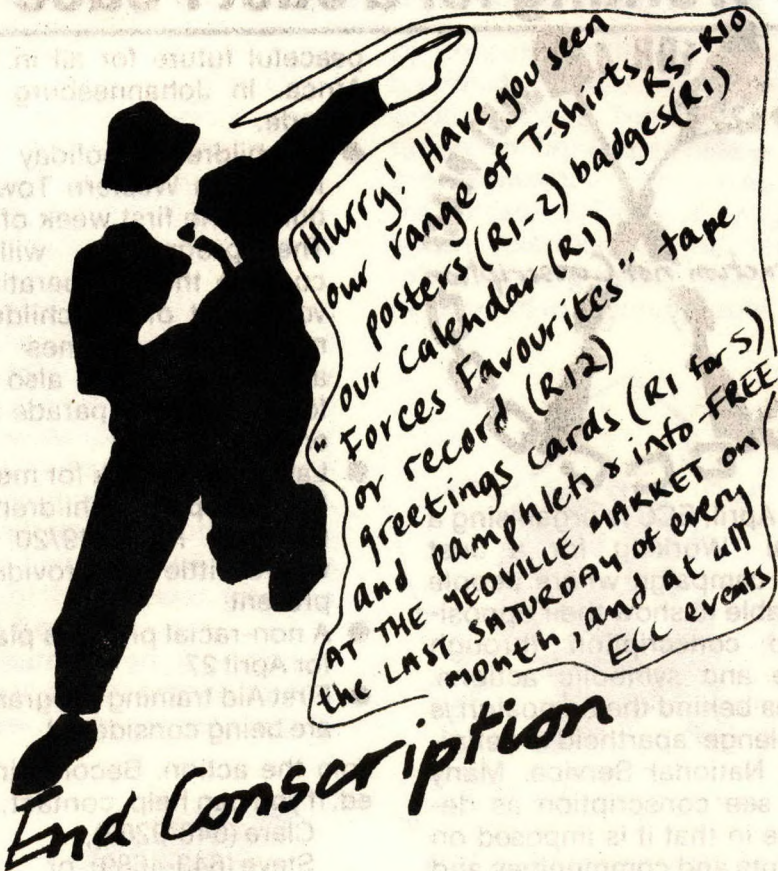 Hurry! Have you seen
our range of T-shirts R5-R10
posters (R1-2) badges (R1)
our calendar (R1)
"Forces Favourites" tape
or record (R12)
greetings cards (R1 for 5)
and pamphlets & info FREE
AT THE YEOVILLE MARKET on
the LAST SATURDAY of every
month, and at all
ECC events
End Conscription